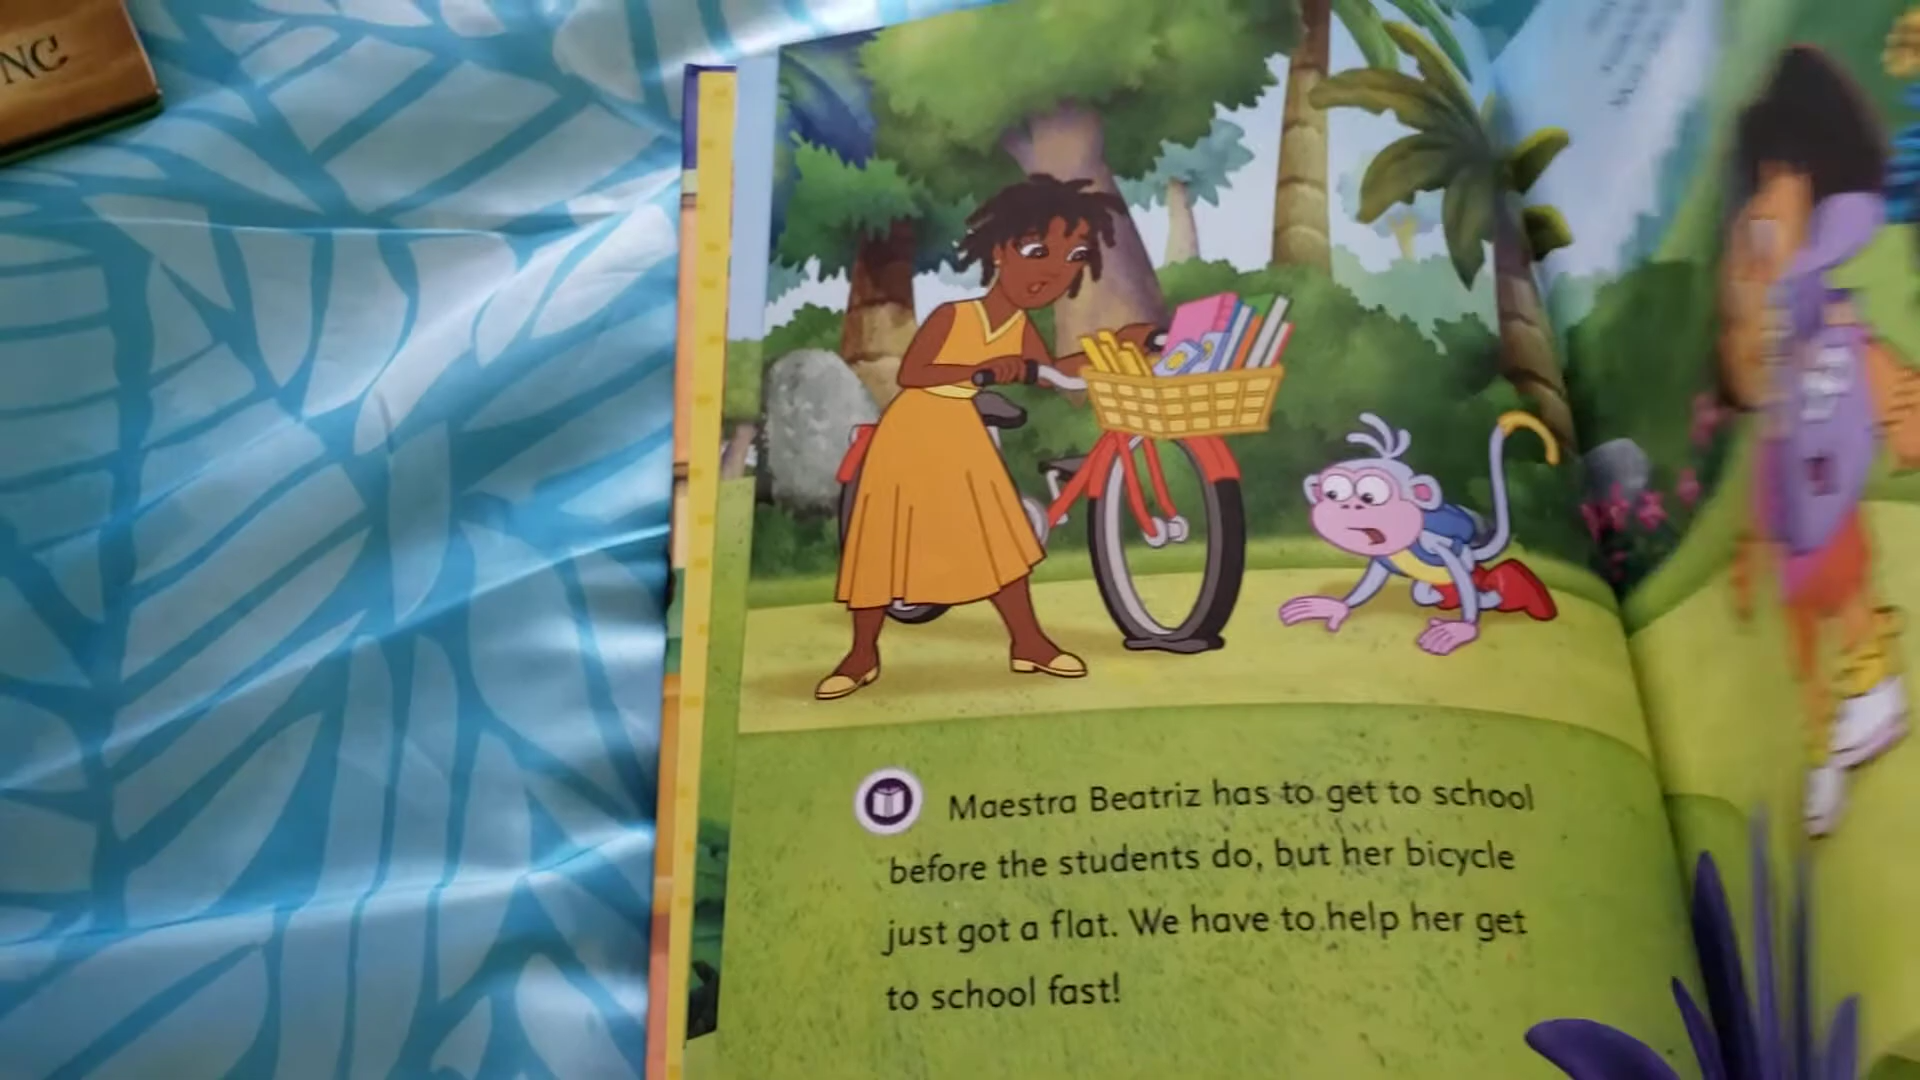 NC
Maestra Beatriz has to get to school
before the students do, but her bicycle
just got a flat. We have to help her get
to school fast!